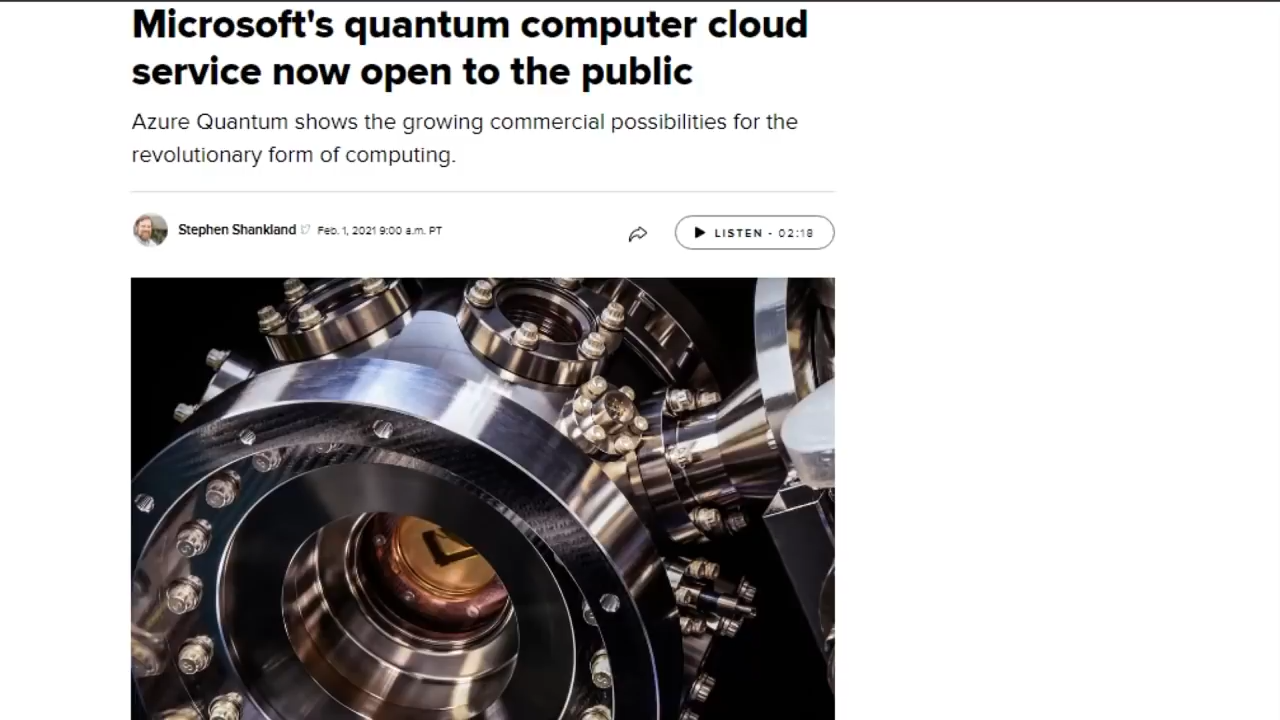 Microsoft's quantum computer cloud
service now open to the public
Azure Quantum shows the growing commercial possibilities for the
revolutionary form of computing.
Stephen Shankland Feb. 1, 2021 9:00 a.m. PT
LISTEN - 02:18